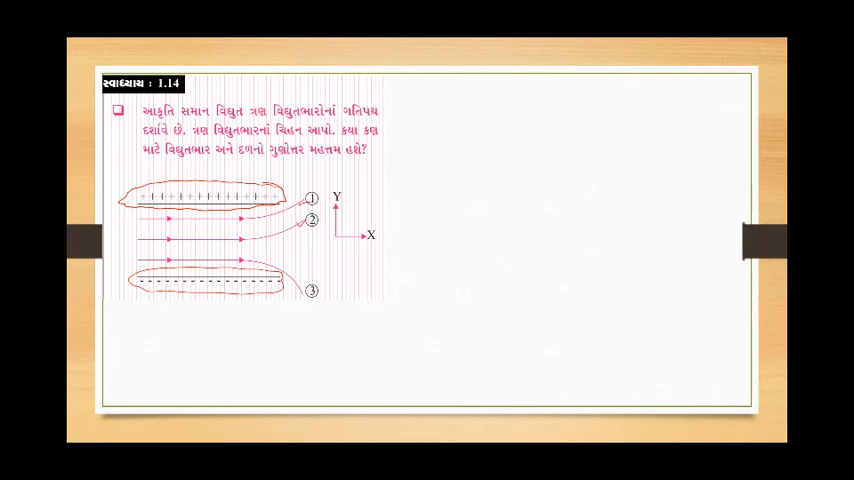 સ્વાધ્યાય : 1.14
આકૃતિ સમાન વિદ્યુત ત્રણ વિદ્યુતભારોનાં ગતિપથ
દર્શાવે છે. ત્રણ વિદ્યુતભારનાં ચિહ્ન આપો. કયા કણ
માટે વિદ્યુતભાર અને દળનો ગુણોત્તર મહત્તમ હશે?
+ + + + + + + + + + + + + +
1
Y
2
X
- - - - - - - - - - - - - - - -
3